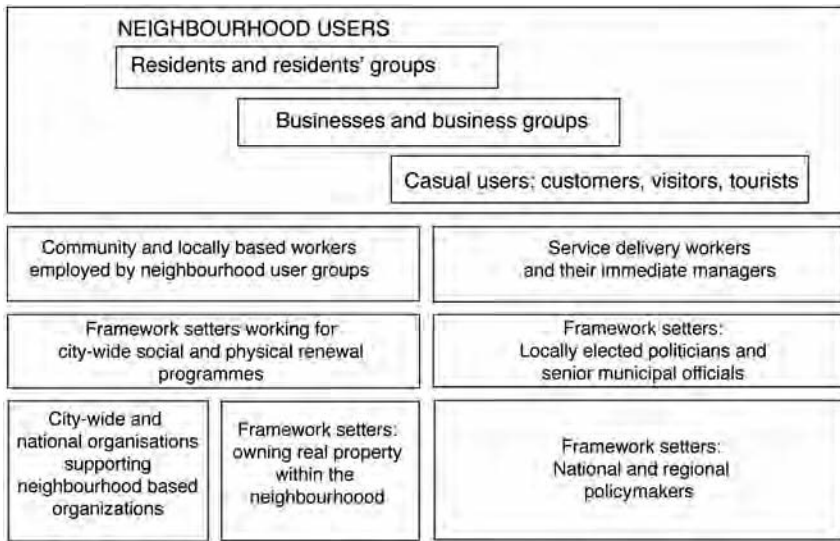 NEIGHBOURHOOD USERS
Residents and residents' groups
Businesses and business groups
Casual users; customers, visitors, tourists
Community and locally based workers
employed by neighbourhood user groups
Service delivery workers
and their immediate managers
Framework setters working for
city-wide social and physical renewal
programmes
Framework setters:
Locally elected politicians and
senior municipal officials
City-wide and
national organisations
supporting
neighbourhood based
organizations
Framework setters:
owning real property
within the
neighbourhoood
Framework setters:
National and regional
policymakers